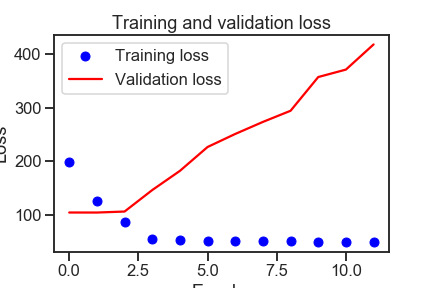 Training and validation loss
Training loss
Validation loss
400
300
200
100
Loss
0.0 2.5 5.0 7.5 10.0